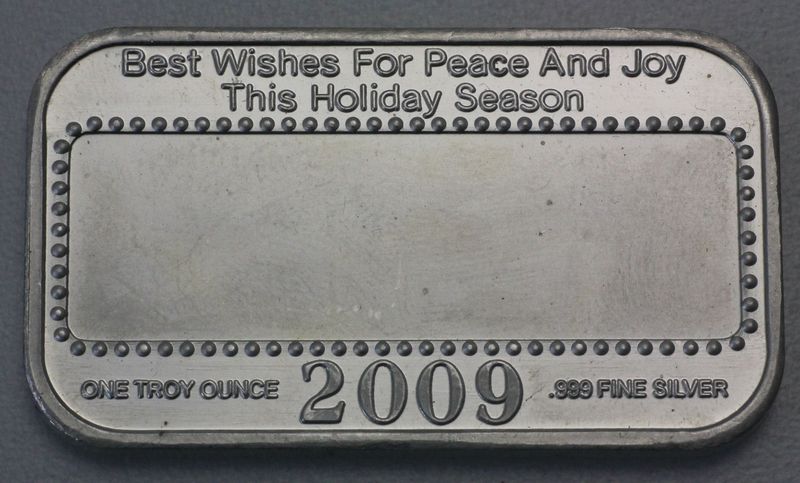 Best Wishes For Peace And Joy
This Holiday Season
ONE TROY OUNCE 2009 .999 FINE SILVER